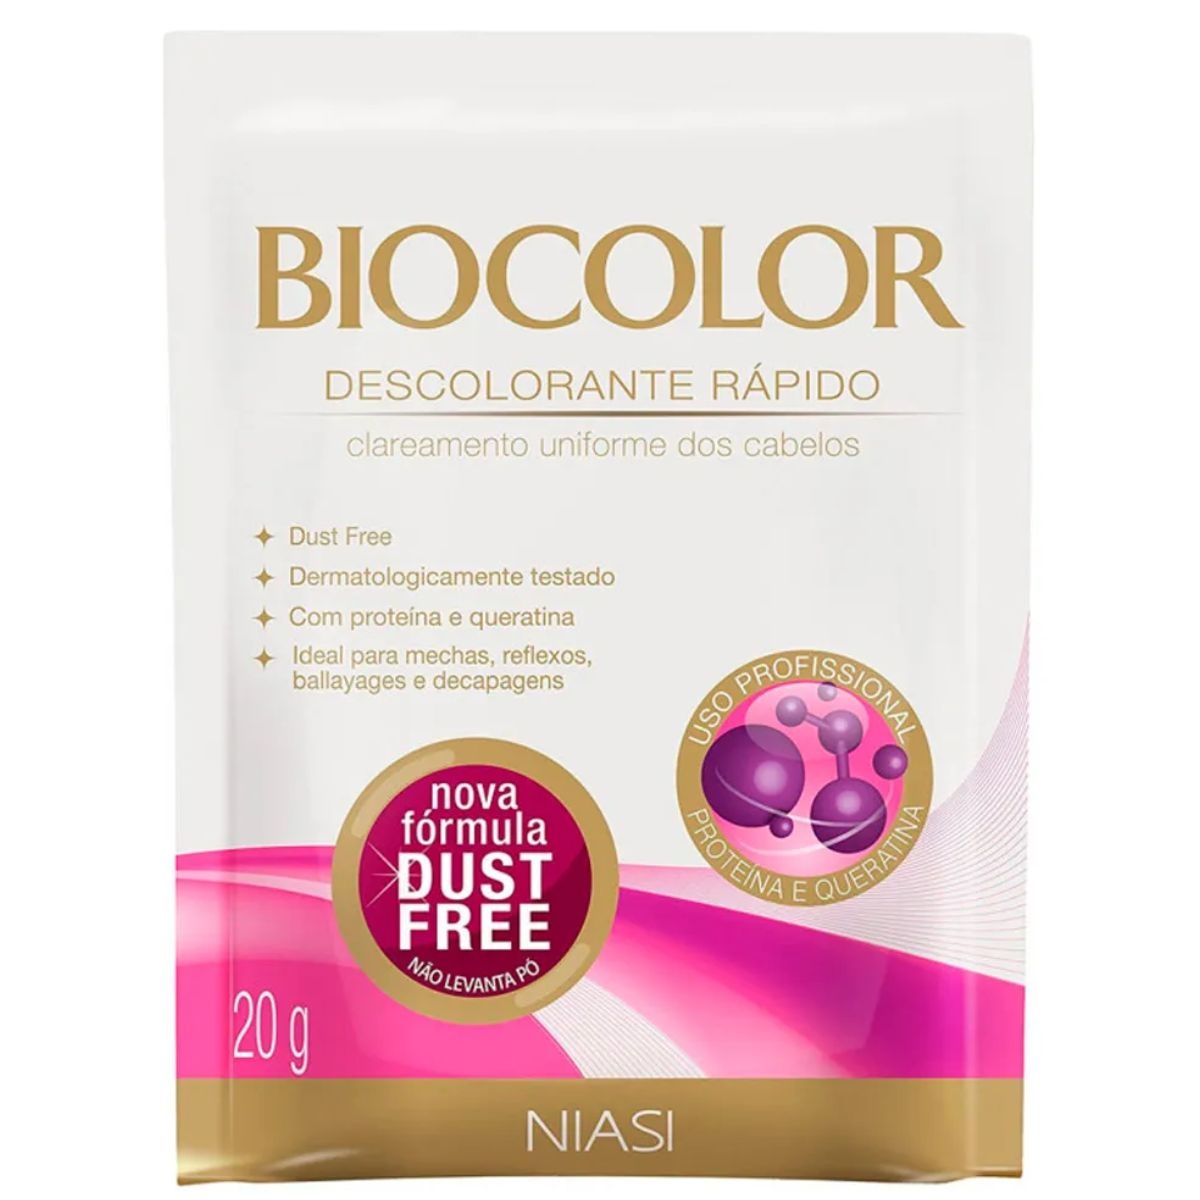 BIOCOLOR
DESCOLORANTE RÁPIDO
clareamento uniforme dos cabelos
Dust Free
Dermatologicamente testado
Com proteína e queratina
Ideal para mechas, reflexos,
ballayages e decapagens
USO PROFISSIONAL
PROTEÍNA E QUERATINA
nova
fórmula
DUST
FREE
NÃO LEVANTA PÓ
20 g
NIASI